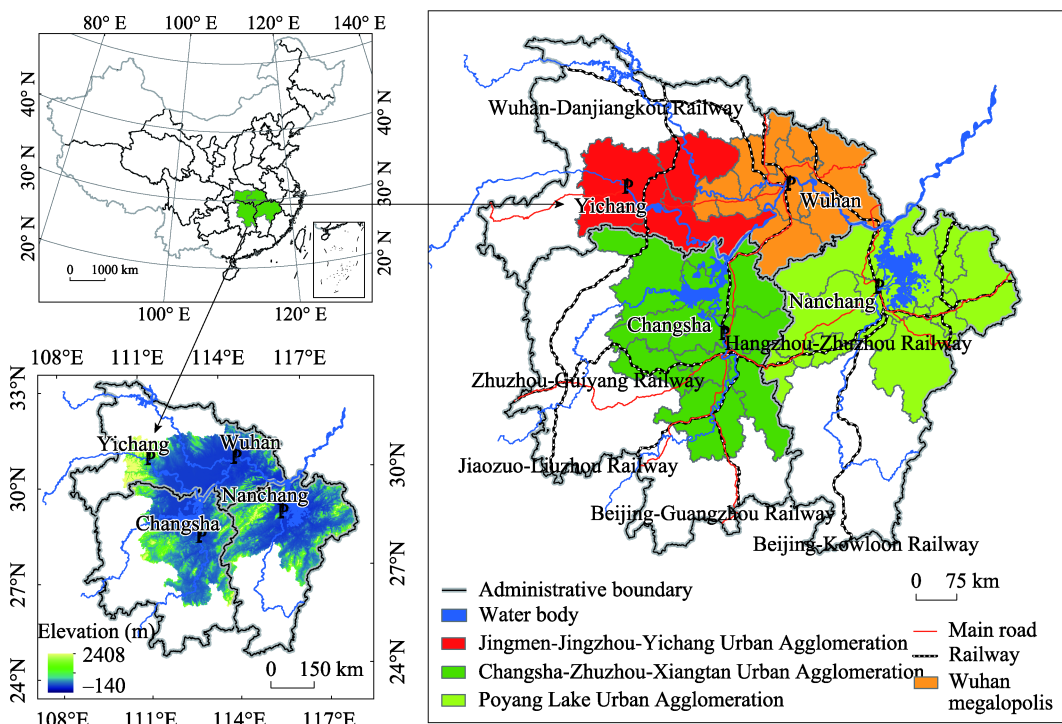 80° E 100° E 120° E 140° E
40° N
30° N
20° N
40° N
30° N
20° N
0 1000 km
100° E 120° E
108°E 111°E 114°E 117°E
33°N
30°N
27°N
24°N
30°N
27°N
24°N
Yichang
Wuhan
Nanchang
Changsha
Elevation (m)
2408
−140
0 150 km
108°E 111°E 114°E 117°E
Wuhan-Danjiangkou Railway
Yichang
Wuhan
Nanchang
Changsha
Hangzhou-Zhuzhou Railway
Zhuzhou-Guiyang Railway
Jiaozuo-Liuzhou Railway
Beijing-Guangzhou Railway
Beijing-Kowloon Railway
0 75 km
Administrative boundary
Water body
Jingmen-Jingzhou-Yichang Urban Agglomeration
Changsha-Zhuzhou-Xiangtan Urban Agglomeration
Poyang Lake Urban Agglomeration
Main road
Railway
Wuhan
megalopolis